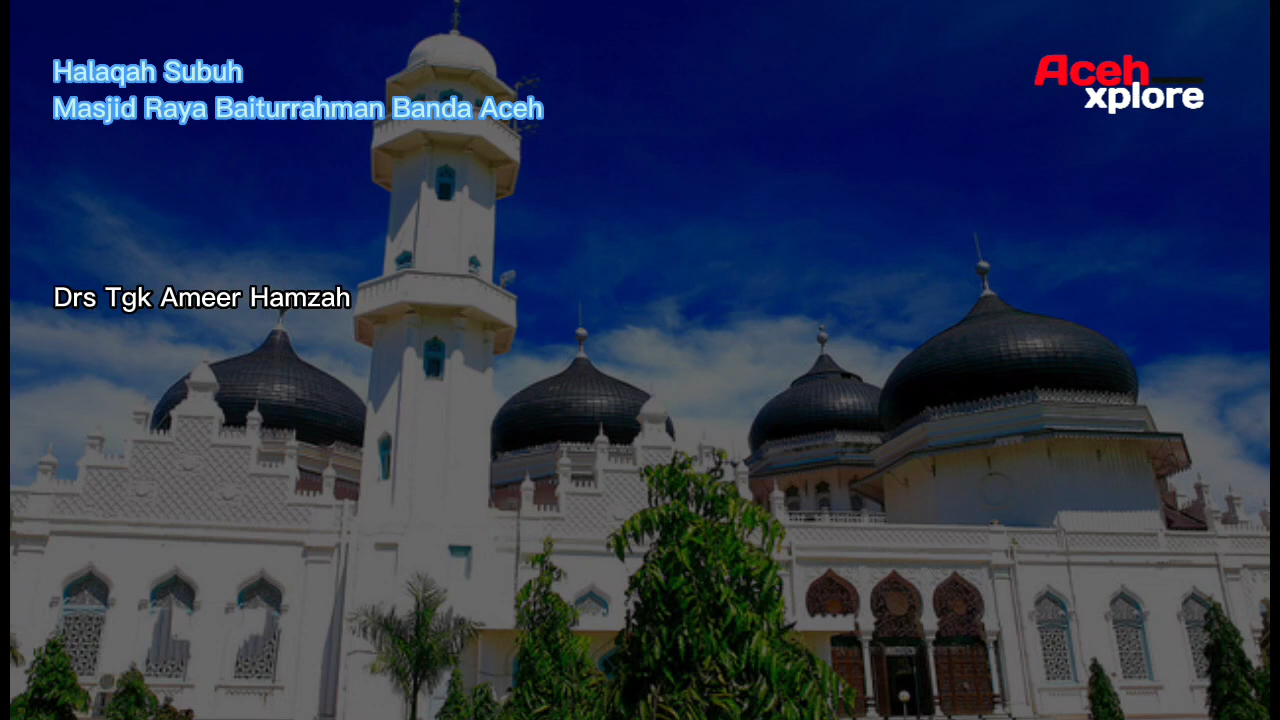 Halaqah Subuh
Masjid Raya Baiturrahman Banda Aceh
Aceh
xplore
Drs Tgk Ameer Hamzah